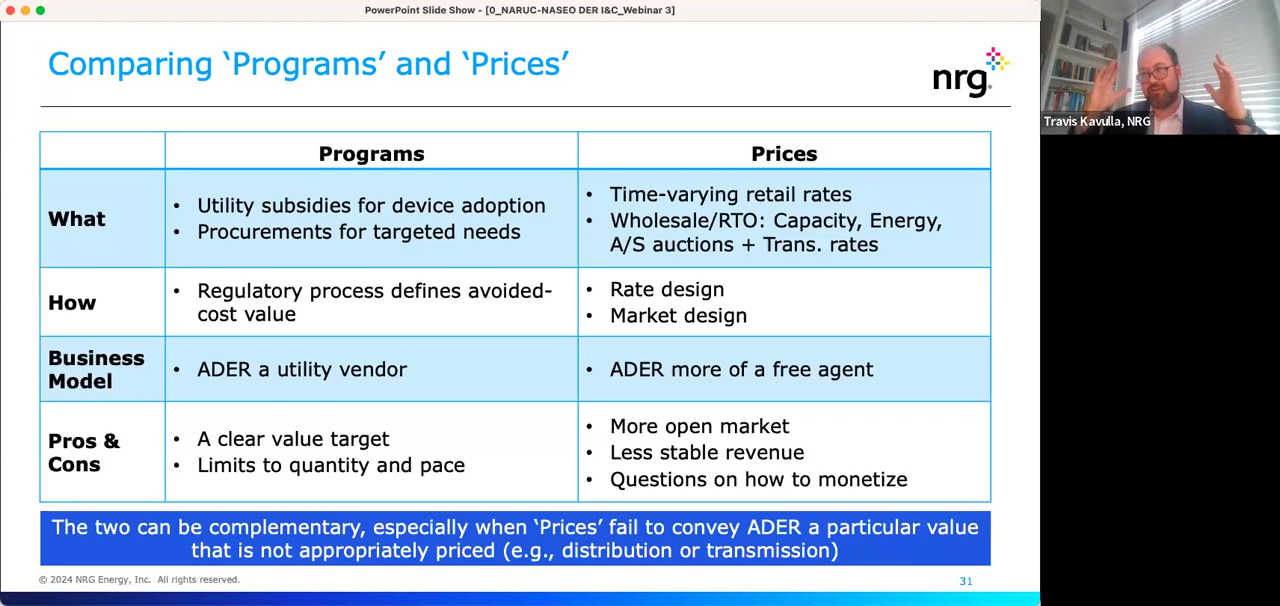 PowerPoint Slide Show - [0_NARUC-NASEO DER I&C_Webinar 3]
Comparing ‘Programs’ and ‘Prices’
nrg
Programs
Prices
What
• Utility subsidies for device adoption
• Procurements for targeted needs
• Time-varying retail rates
• Wholesale/RTO: Capacity, Energy,
A/S auctions + Trans. rates
How
• Regulatory process defines avoided-
cost value
• Rate design
• Market design
Business
Model
• ADER a utility vendor
• ADER more of a free agent
Pros &
Cons
• A clear value target
• Limits to quantity and pace
• More open market
• Less stable revenue
• Questions on how to monetize
The two can be complementary, especially when ‘Prices’ fail to convey ADER a particular value
that is not appropriately priced (e.g., distribution or transmission)
© 2024 NRG Energy, Inc. All rights reserved.
31
Travis Kavulla, NRG